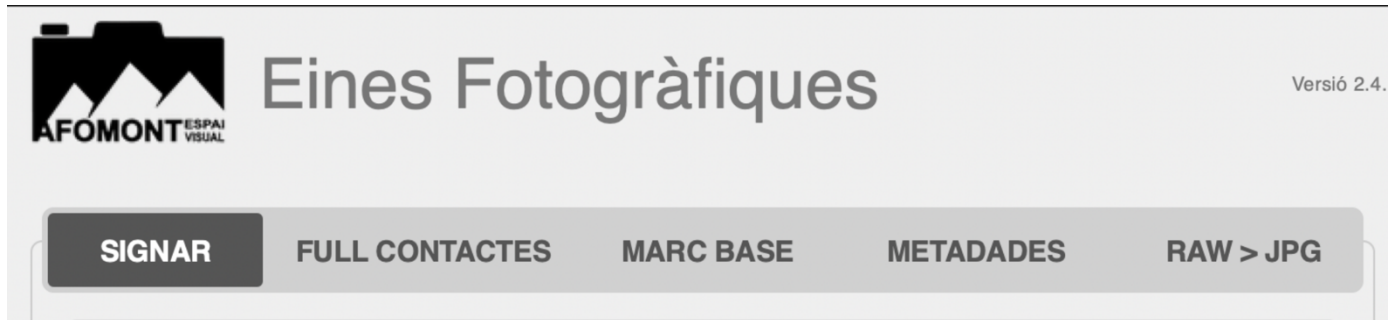 AFOMONT ESPAI VISUAL
Eines Fotogràfiques
Versió 2.4.
SIGNAR FULL CONTACTES MARC BASE METADADES RAW > JPG